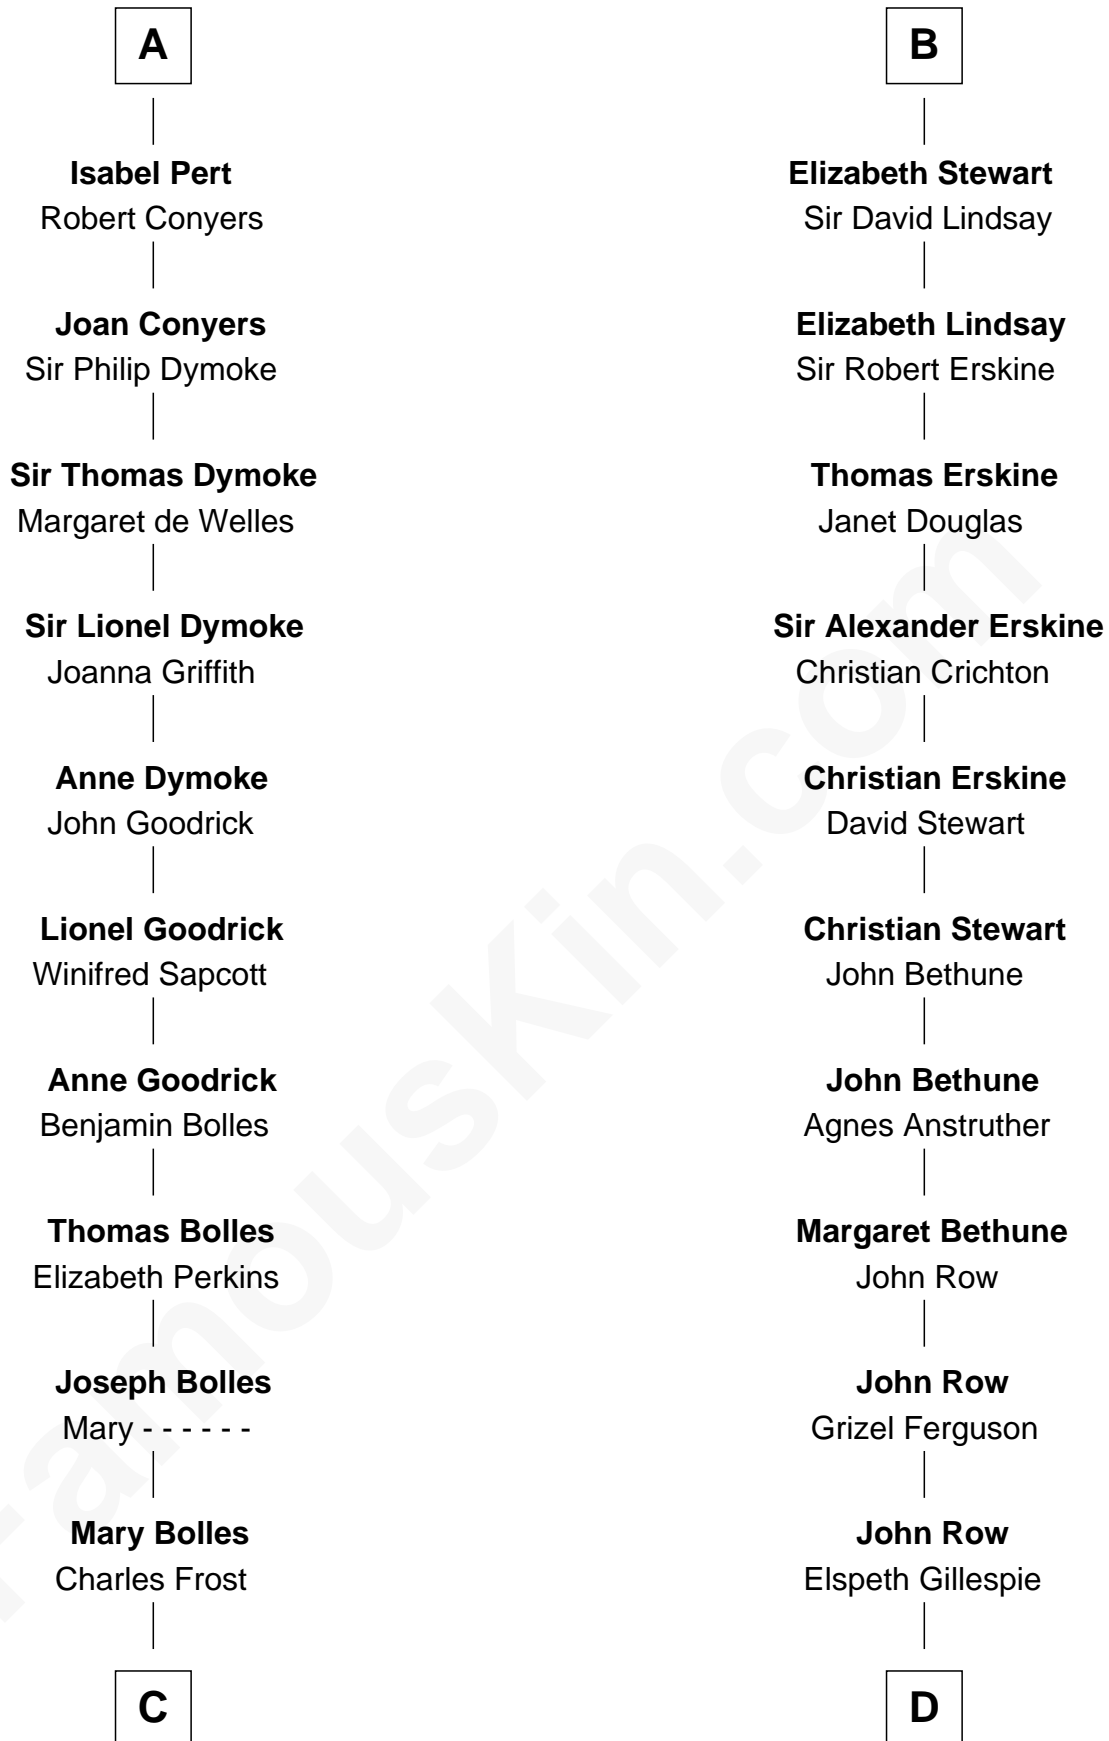 A
Isabel Pert
Robert Conyers
Joan Conyers
Sir Philip Dymoke
Sir Thomas Dymoke
Margaret de Welles
Sir Lionel Dymoke
Joanna Griffith
Anne Dymoke
John Goodrick
Lionel Goodrick
Winifred Sapcott
Anne Goodrick
Benjamin Bolles
Thomas Bolles
Elizabeth Perkins
Joseph Bolles
Mary - - - - - -
Mary Bolles
Charles Frost
C
B
Elizabeth Stewart
Sir David Lindsay
Elizabeth Lindsay
Sir Robert Erskine
Thomas Erskine
Janet Douglas
Sir Alexander Erskine
Christian Crichton
Christian Erskine
David Stewart
Christian Stewart
John Bethune
John Bethune
Agnes Anstruther
Margaret Bethune
John Row
John Row
Grizel Ferguson
John Row
Elspeth Gillespie
D
FamousKin.com